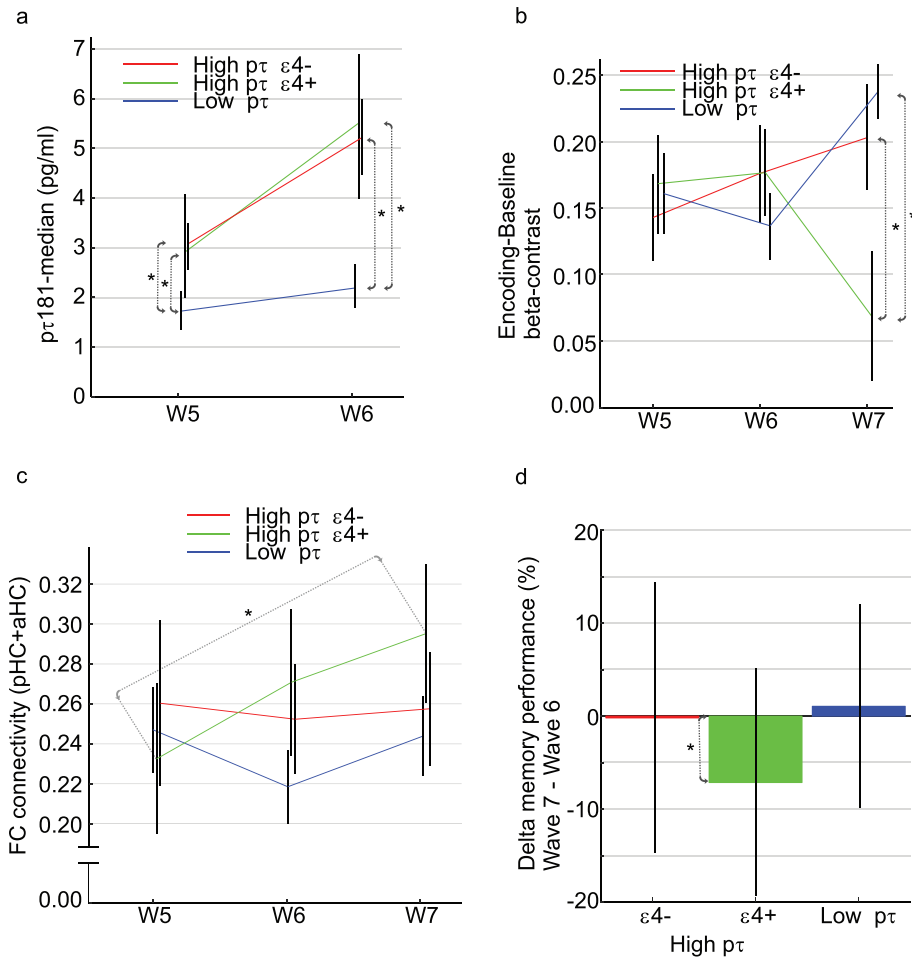 a
High pτ ε4-
High pτ ε4+
Low pτ
pτ181-median (pg/ml)
7
6
5
4
3
2
1
0
*
*
*
*
W5
W6
b
High pτ ε4-
High pτ ε4+
Low pτ
Encoding-Baseline
beta-contrast
0.25
0.20
0.15
0.10
0.05
0.00
*
*
W5
W6
W7
c
High pτ ε4-
High pτ ε4+
Low pτ
FC connectivity (pHC+aHC)
0.32
0.30
0.28
0.26
0.24
0.22
0.20
0.00
*
W5
W6
W7
d
Delta memory performance (%)
Wave 7 - Wave 6
20
10
0
-10
-20
*
ε4-
ε4+
Low pτ
High pτ